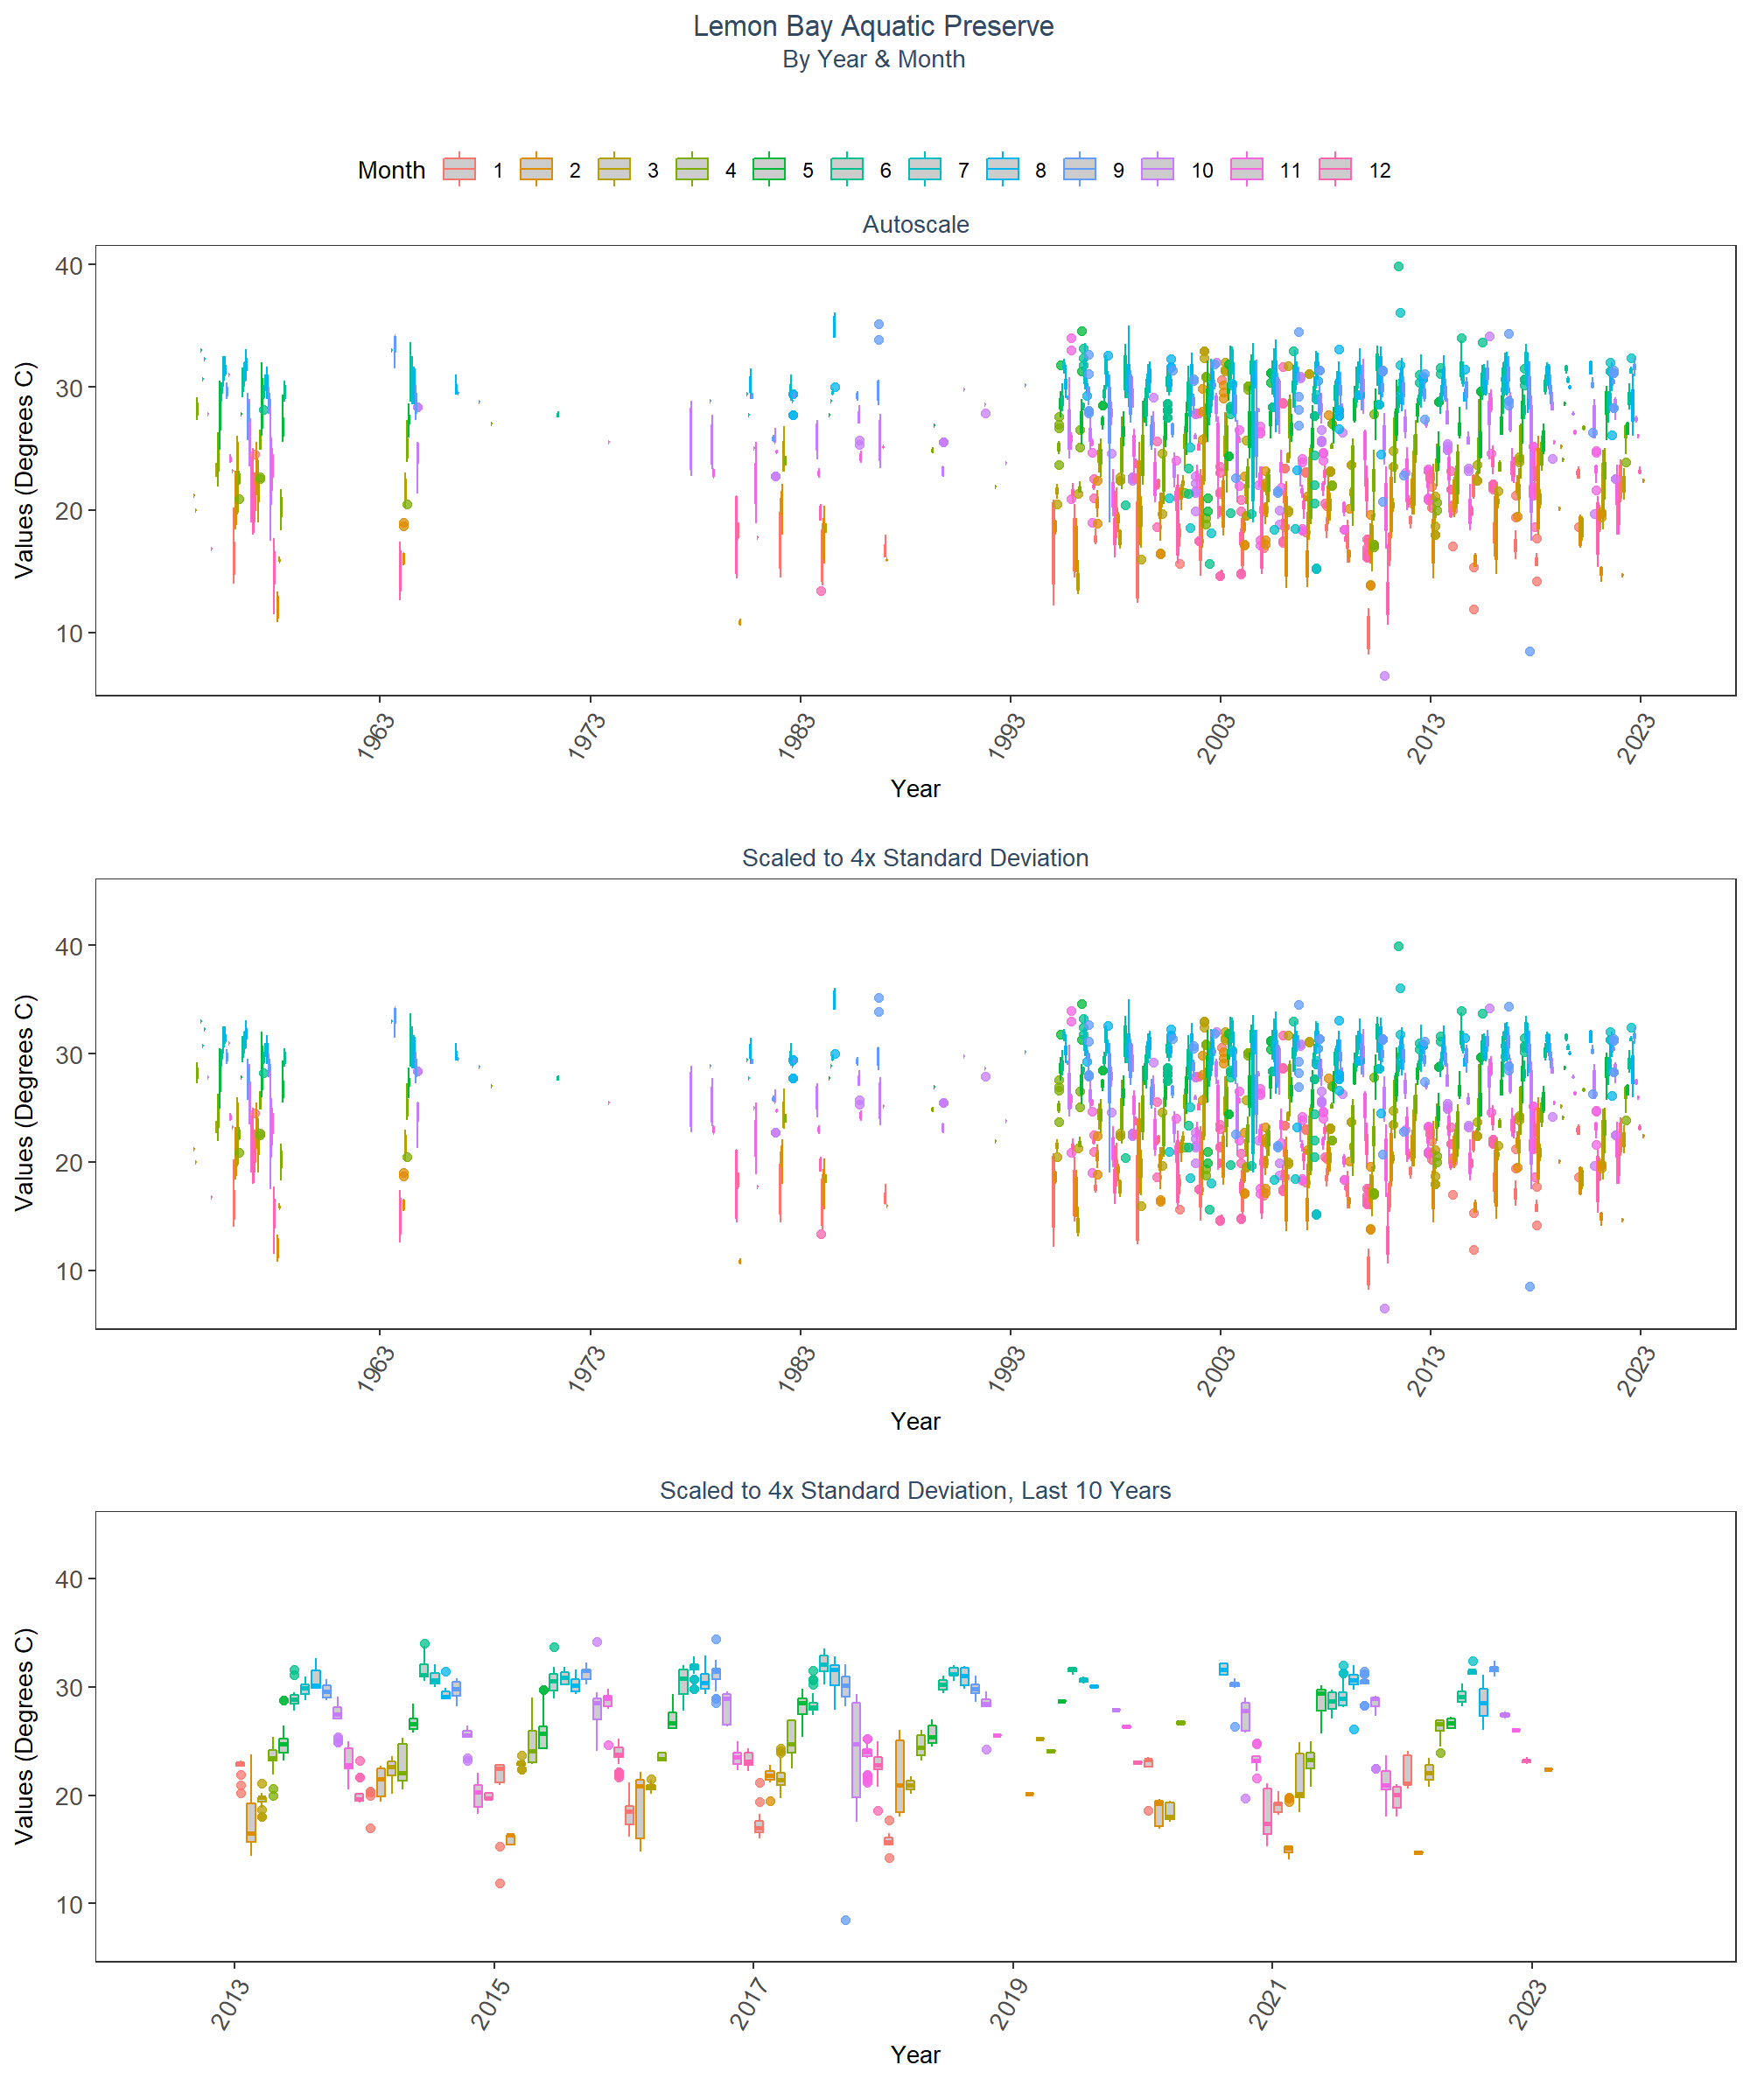 Lemon Bay Aquatic Preserve
By Year & Month
Month 1 2 3 4 5 6 7 8 9 10 11 12
Autoscale
Values (Degrees C)
40
30
20
10
1963 1973 1983 1993 2003 2013 2023
Year
Scaled to 4x Standard Deviation
Values (Degrees C)
40
30
20
10
1963 1973 1983 1993 2003 2013 2023
Year
Scaled to 4x Standard Deviation, Last 10 Years
Values (Degrees C)
40
30
20
10
2013 2015 2017 2019 2021 2023
Year